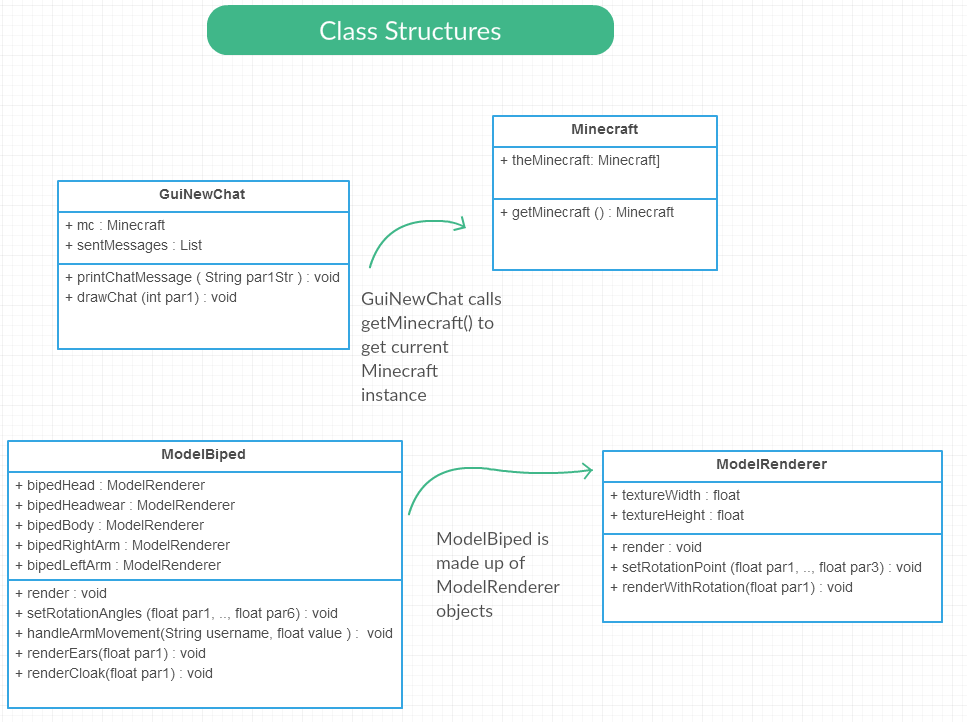 Class Structures
Minecraft
+ theMinecraft: Minecraft]
+ getMinecraft () : Minecraft
GuiNewChat
+ mc : Minecraft
+ sentMessages : List
+ printChatMessage ( String par1Str ) : void
+ drawChat (int par1) : void
GuiNewChat calls
getMinecraft() to
get current
Minecraft
instance
ModelBiped
+ bipedHead : ModelRenderer
+ bipedHeadwear : ModelRenderer
+ bipedBody : ModelRenderer
+ bipedRightArm : ModelRenderer
+ bipedLeftArm : ModelRenderer
+ render : void
+ setRotationAngles (float par1, .., float par6) : void
+ handleArmMovement(String username, float value ) :  void
+ renderEars(float par1) : void
+ renderCloak(float par1) : void
ModelBiped is
made up of
ModelRenderer
objects
ModelRenderer
+ textureWidth : float
+ textureHeight : float
+ render : void
+ setRotationPoint (float par1, .., float par3) : void
+ renderWithRotation(float par1) : void